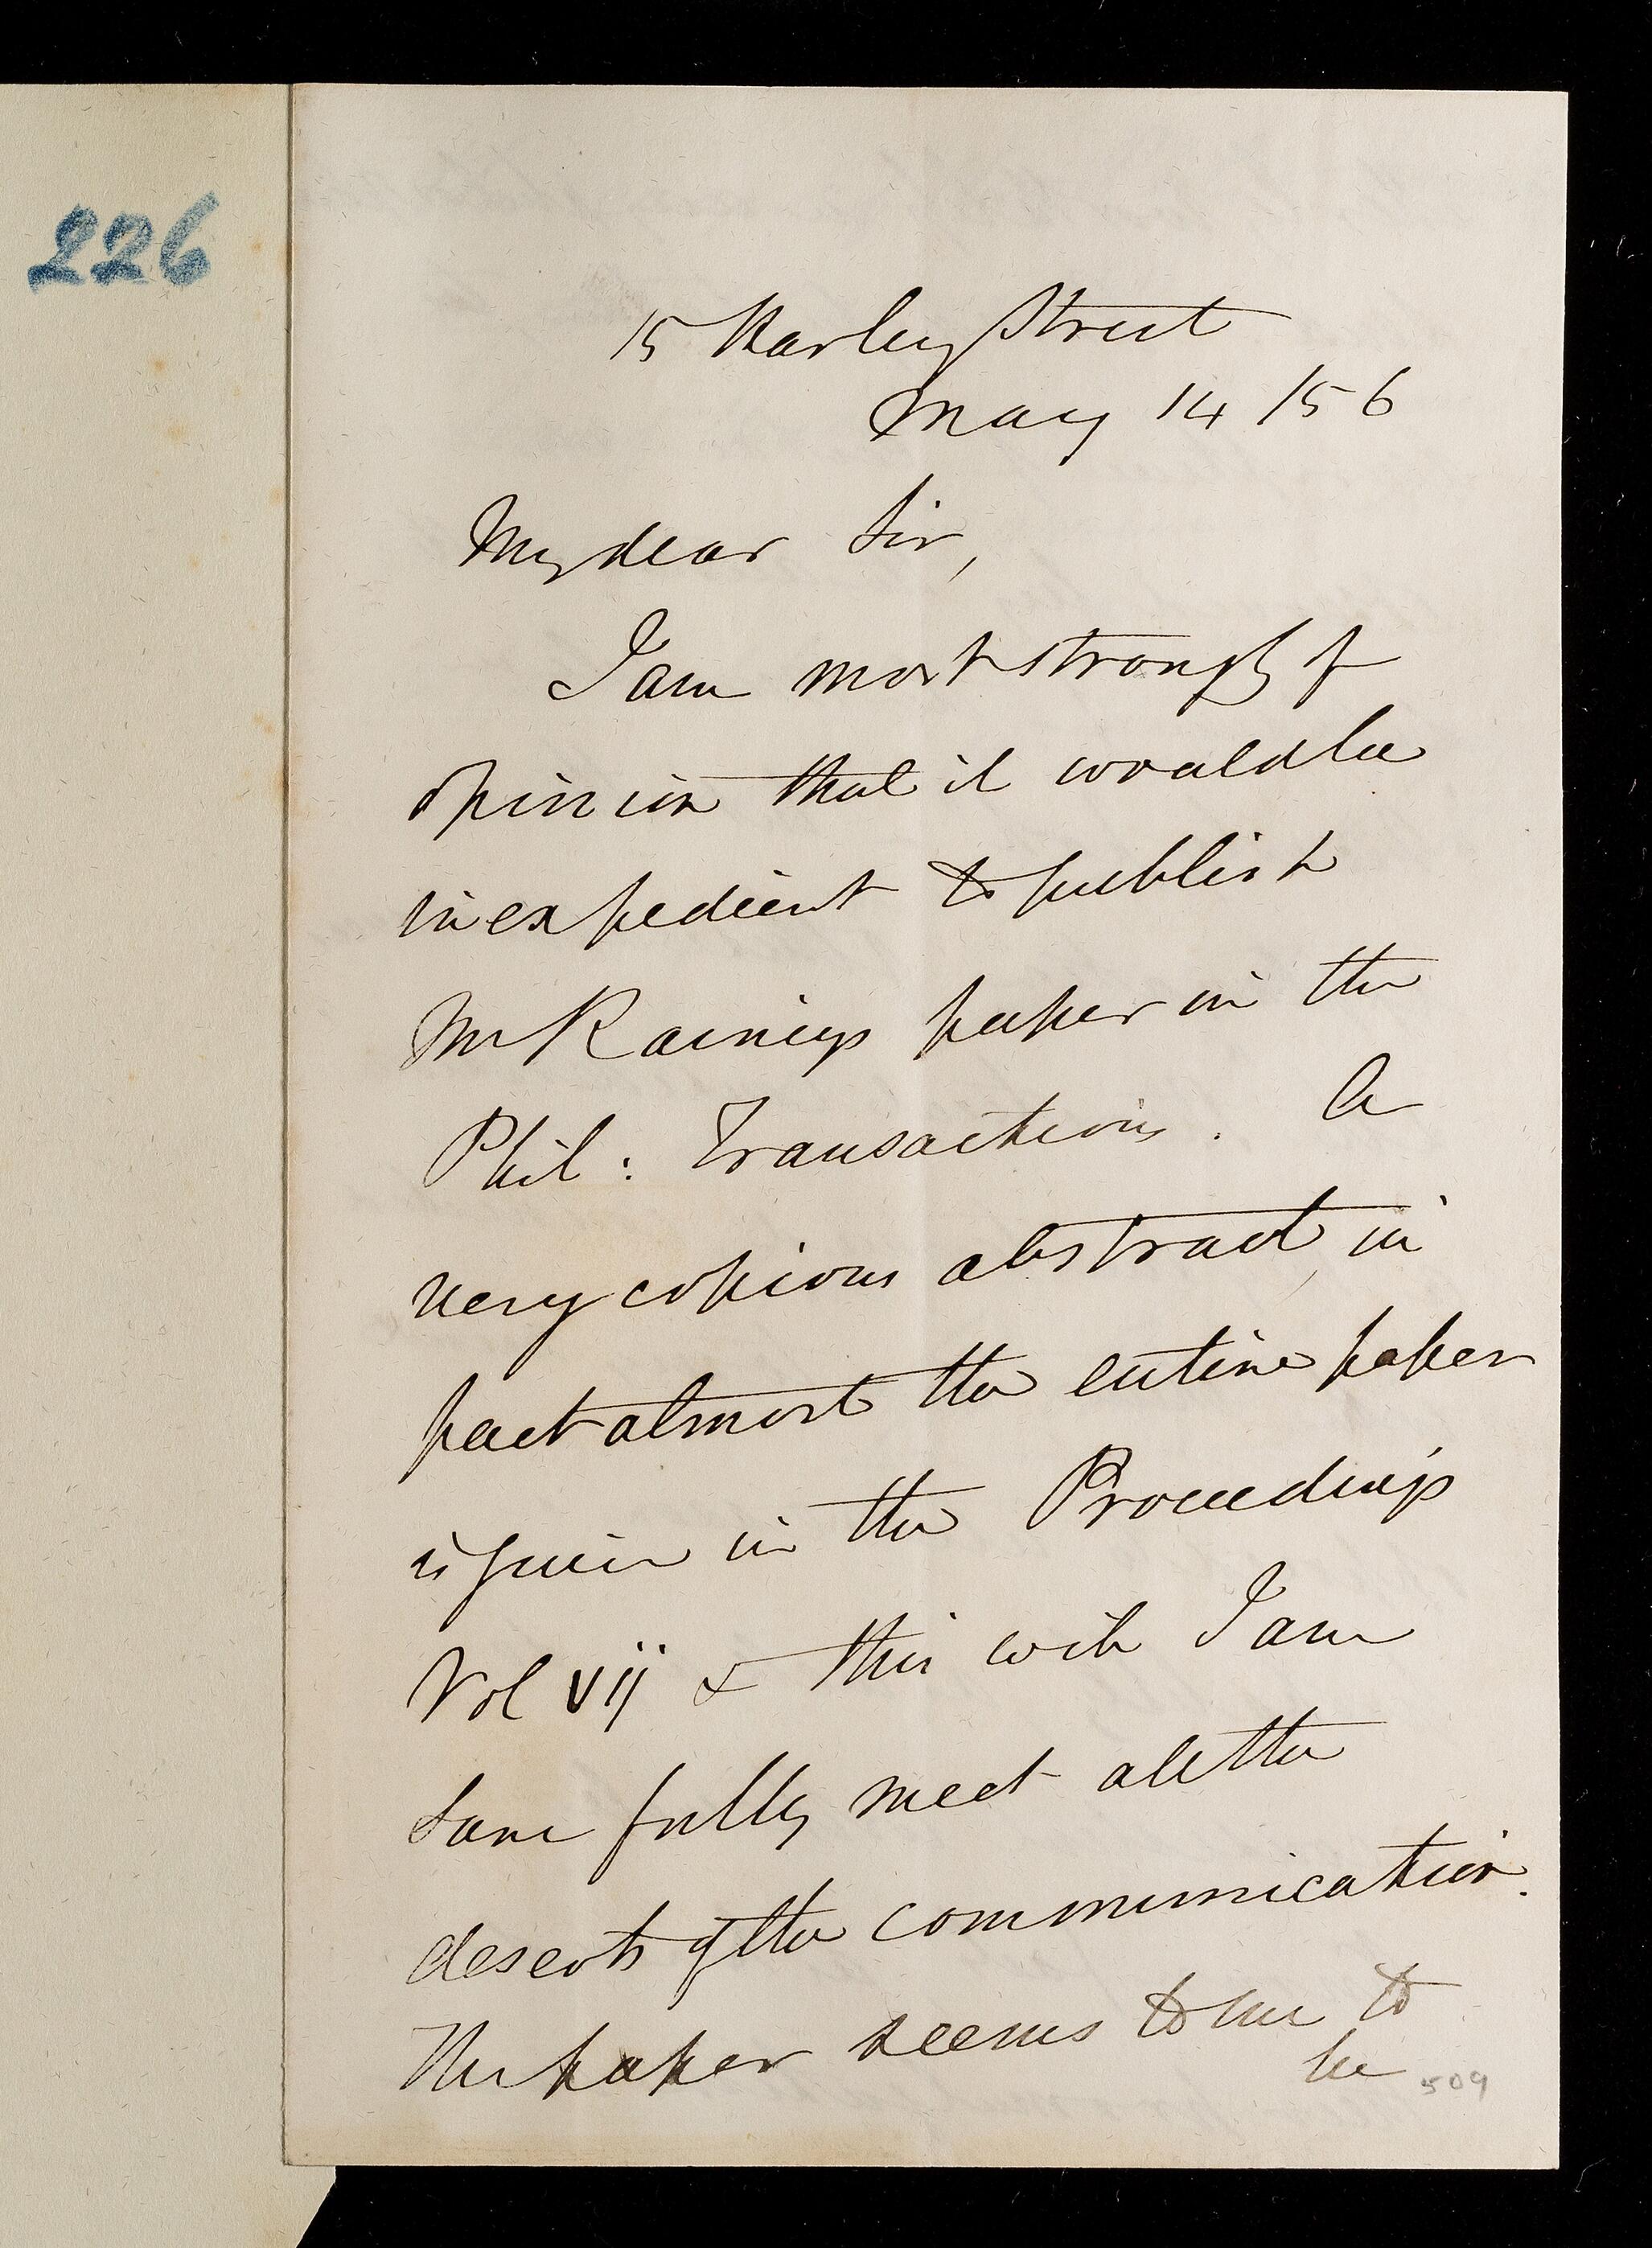 226
15 Harley Street
May 14 /56
My dear Sir,
I am most strongly of
opinion that it would be
inexpedient to publish
Mr Rainey's paper in the
Phil: Transactions. A
very copious abstract, in
fact almost the entire paper
is given in the Proceedings
Vol vij & this will I am
sure fully meet all the
deserts of the communication.
The paper seems to me to
be
509